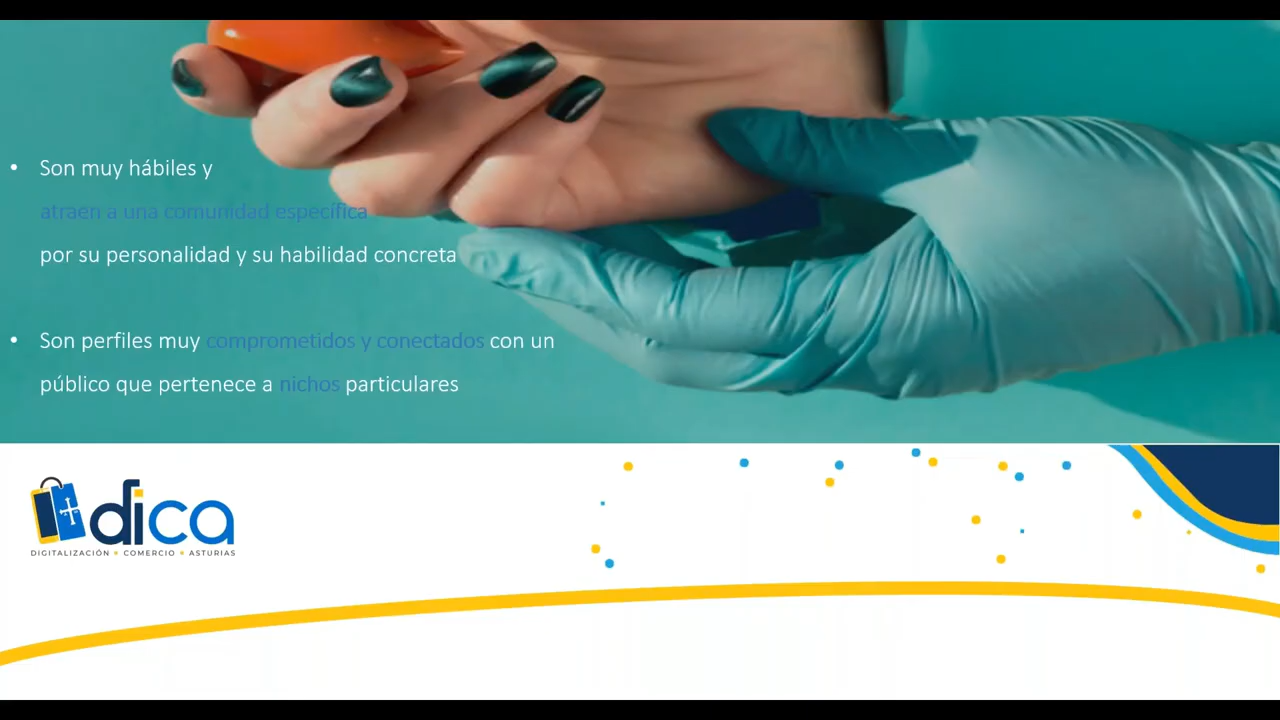 • Son muy hábiles y
atraen a una comunidad específica
por su personalidad y su habilidad concreta
• Son perfiles muy comprometidos y conectados con un
público que pertenece a nichos particulares
dica
DIGITALIZACIÓN • COMERCIO • ASTURIAS